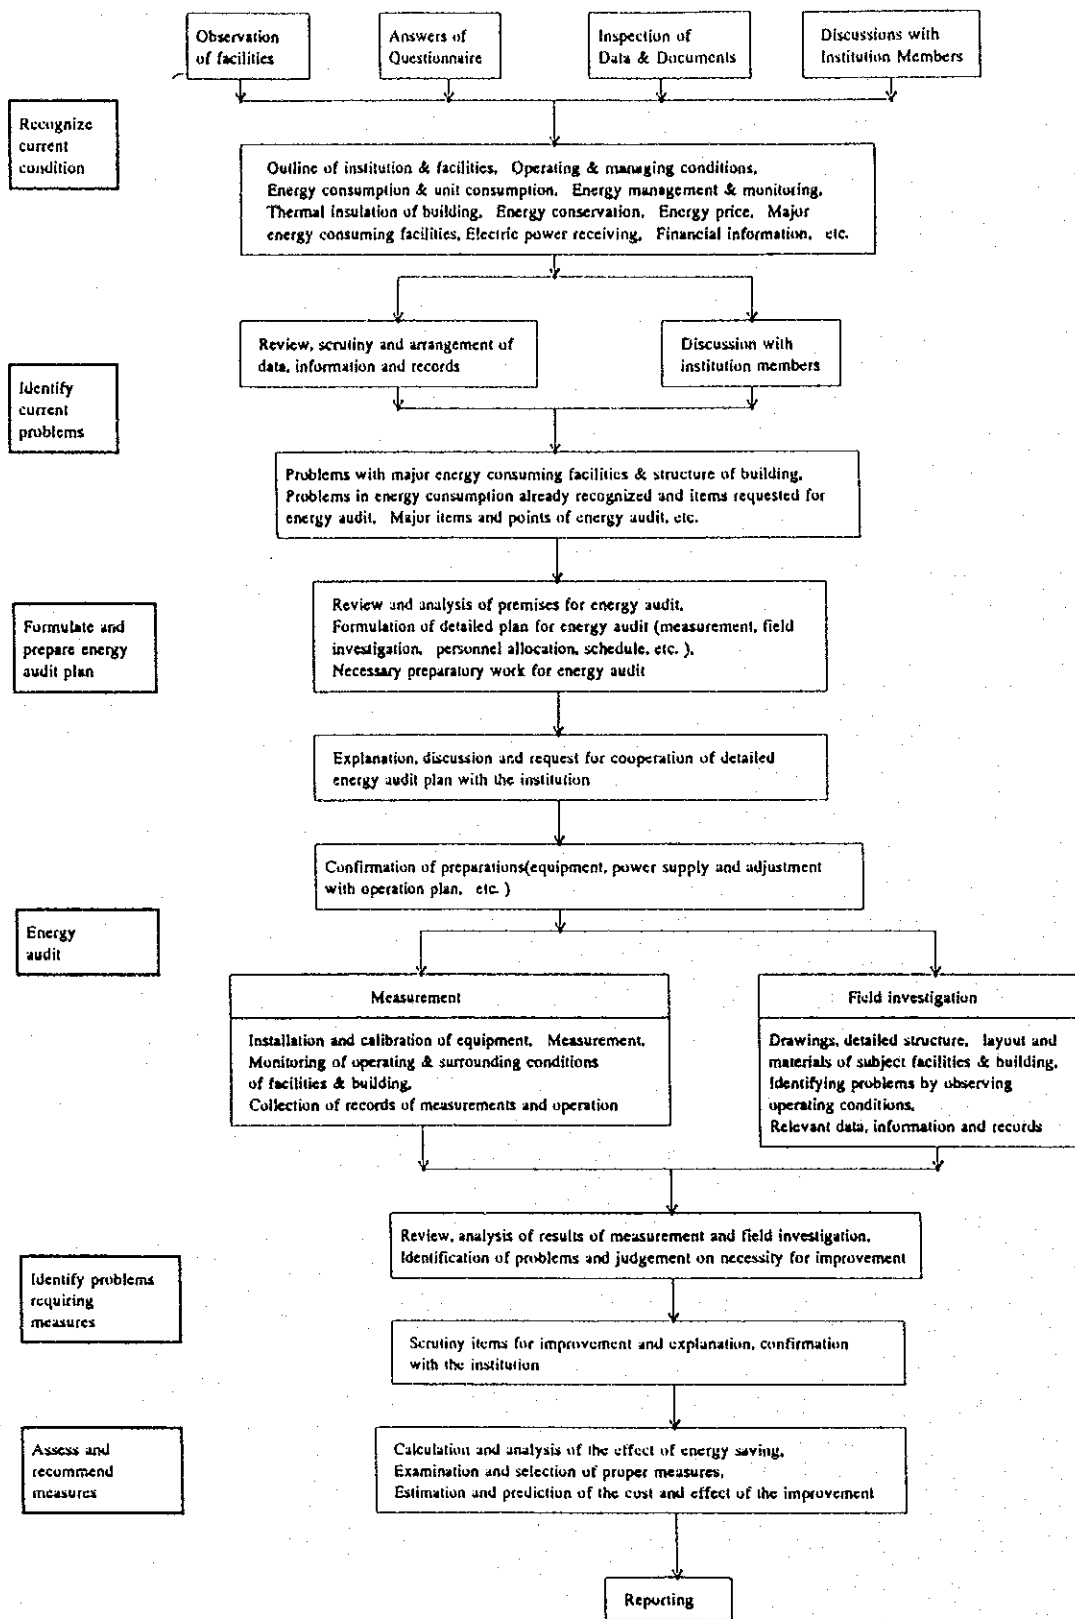 Observation
of facilities
Answers of
Questionnaire
Inspection of
Data & Documents
Discussions with
Institution Members
Recognize
current
condition
Outline of institution & facilities, Operating & managing conditions,
Energy consumption & unit consumption, Energy management & monitoring,
Thermal insulation of building, Energy conservation, Energy price, Major
energy consuming facilities, Electric power receiving, Financial information, etc.
Review, scrutiny and arrangement of
data, information and records
Discussion with
institution members
Identify
current
problems
Problems with major energy consuming facilities & structure of building,
Problems in energy consumption already recognized and items requested for
energy audit, Major items and points of energy audit, etc.
Formulate and
prepare energy
audit plan
Review and analysis of premises for energy audit,
Formulation of detailed plan for energy audit (measurement, field
investigation, personnel allocation, schedule, etc. ),
Necessary preparatory work for energy audit
Explanation, discussion and request for cooperation of detailed
energy audit plan with the institution
Confirmation of preparations(equipment, power supply and adjustment
with operation plan, etc. )
Energy
audit
Measurement
Installation and calibration of equipment, Measurement,
Monitoring of operating & surrounding conditions
of facilities & building,
Collection of records of measurements and operation
Field investigation
Drawings, detailed structure, layout and
materials of subject facilities & building,
Identifying problems by observing
operating conditions,
Relevant data, information and records
Identify problems
requiring
measures
Review, analysis of results of measurement and field investigation,
Identification of problems and judgement on necessity for improvement
Scrutiny items for improvement and explanation, confirmation
with the institution
Assess and
recommend
measures
Calculation and analysis of the effect of energy saving,
Examination and selection of proper measures,
Estimation and prediction of the cost and effect of the improvement
Reporting